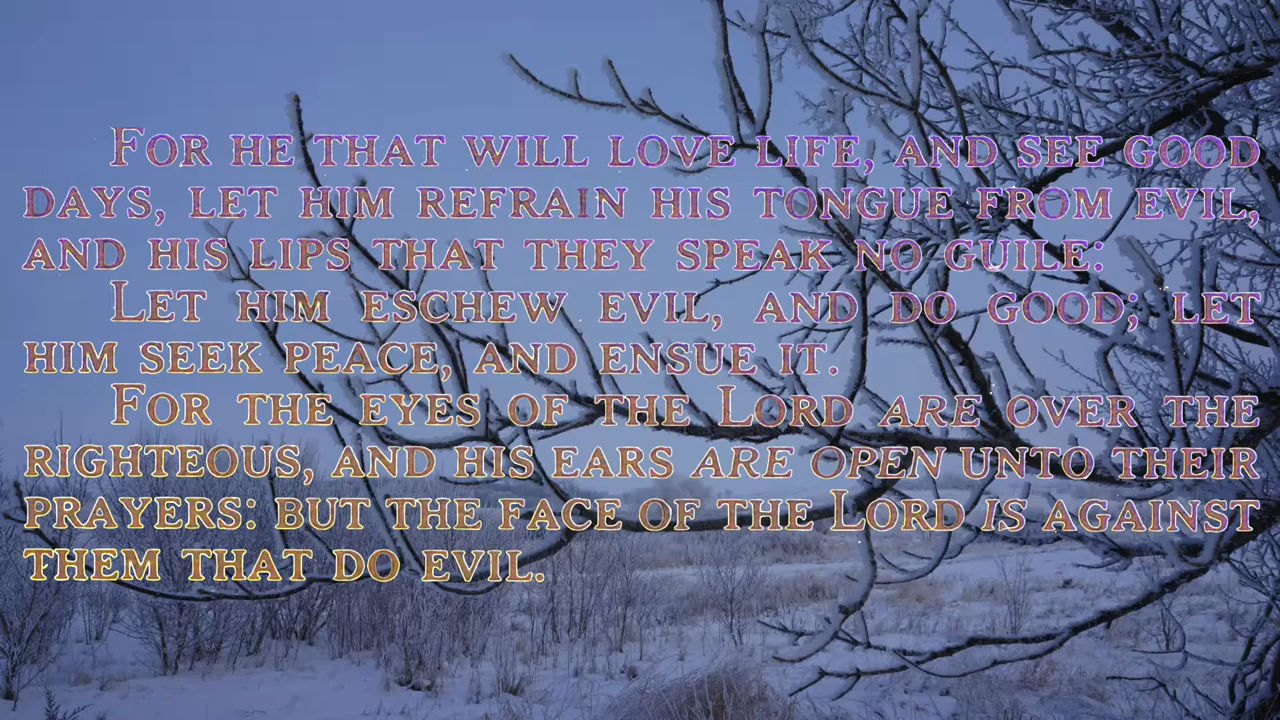 For he that will love life, and see good
days, let him refrain his tongue from evil,
and his lips that they speak no guile:
Let him eschew evil, and do good; let
him seek peace, and ensue it.
For the eyes of the Lord are over the
righteous, and his ears are open unto their
prayers: but the face of the Lord is against
them that do evil.